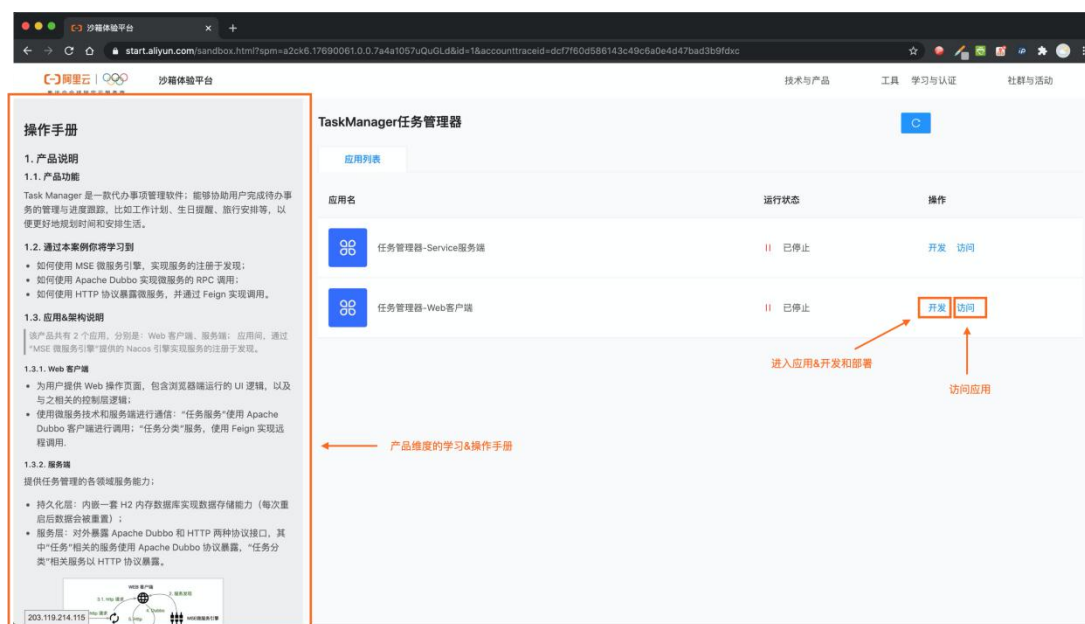 沙箱体验平台
start.aliyun.com/sandbox.html?spm=a2ck6.17690061.0.0.7a4a1057uQuGLd&id=1&accounttraceid=dcf7f60d586143c49c6a0e4d47bad3b9fdxc
阿里云
沙箱体验平台
技术与产品
工具
学习与认证
社群与活动
操作手册
1. 产品说明
1.1. 产品功能
Task Manager 是一款代办事项管理软件；能够协助用户完成待办事
务的管理与进度跟踪，比如工作计划、生日提醒、旅行安排等，以
便更好地规划时间和安排生活。
1.2. 通过本案例你将学习到
• 如何使用 MSE 微服务引擎，实现服务的注册于发现；
• 如何使用 Apache Dubbo 实现微服务的 RPC 调用；
• 如何使用 HTTP 协议暴露微服务，并通过 Feign 实现调用。
1.3. 应用&架构说明
该产品共有 2 个应用，分别是：Web 客户端、服务端； 应用间，通过
“MSE 微服务引擎”提供的 Nacos 引擎实现服务的注册于发现。
1.3.1. Web 客户端
• 为用户提供 Web 操作页面，包含浏览器端运行的 UI 逻辑，以及
与之相关的控制层逻辑；
• 使用微服务技术和服务端进行通信：“任务服务”使用 Apache
Dubbo 客户端进行调用；“任务分类”服务，使用 Feign 实现远
程调用.
1.3.2. 服务端
提供任务管理的各领域服务能力；
• 持久化层：内嵌一套 H2 内存数据库实现数据存储能力（每次重
启后数据会被重置）；
• 服务层：对外暴露 Apache Dubbo 和 HTTP 两种协议接口，其
中“任务”相关的服务使用 Apache Dubbo 协议暴露，“任务分
类”相关服务以 HTTP 协议暴露。
WEB 客户端
203.119.214.115
MSE微服务引擎
TaskManager任务管理器
应用列表
应用名
运行状态
操作
任务管理器-Service服务端
已停止
开发
访问
任务管理器-Web客户端
已停止
开发
访问
进入应用&开发和部署
访问应用
产品维度的学习&操作手册